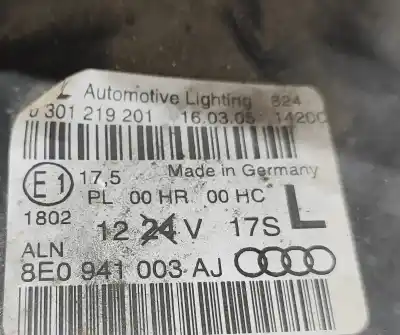 Automotive Lighting 824
0 301 219 201 16.03.05 1420C
E1 17,5 Made in Germany
PL 00 HR 00 HC
1802
12 24 V 17S L
ALN
8E0 941 003 AJ